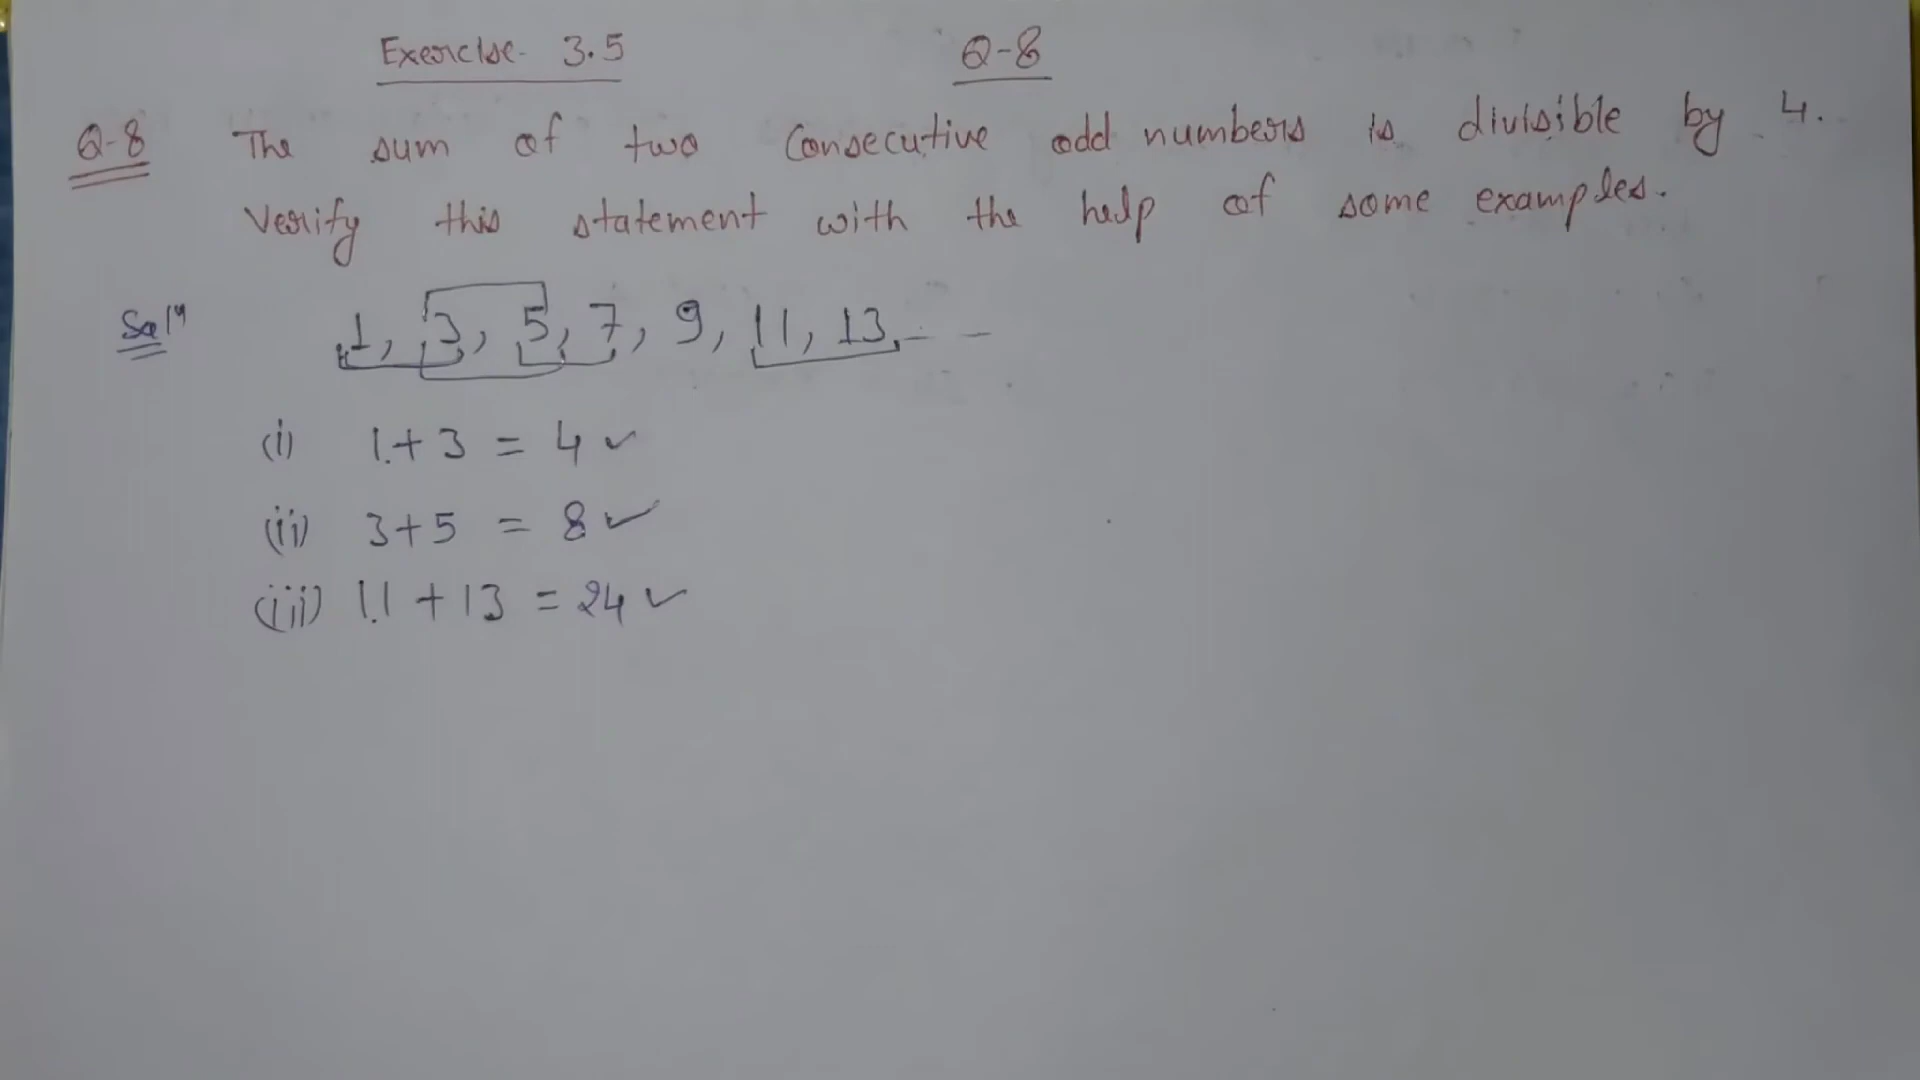 Exercise- 3.5 Q-8
Q-8 The sum of two consecutive odd numbers is divisible by 4.
Verify this statement with the help of some examples.
Solⁿ 1, 3, 5, 7, 9, 11, 13, - -
(i) 1+3 = 4 ✓
(ii) 3+5 = 8 ✓
(iii) 11+13 = 24 ✓